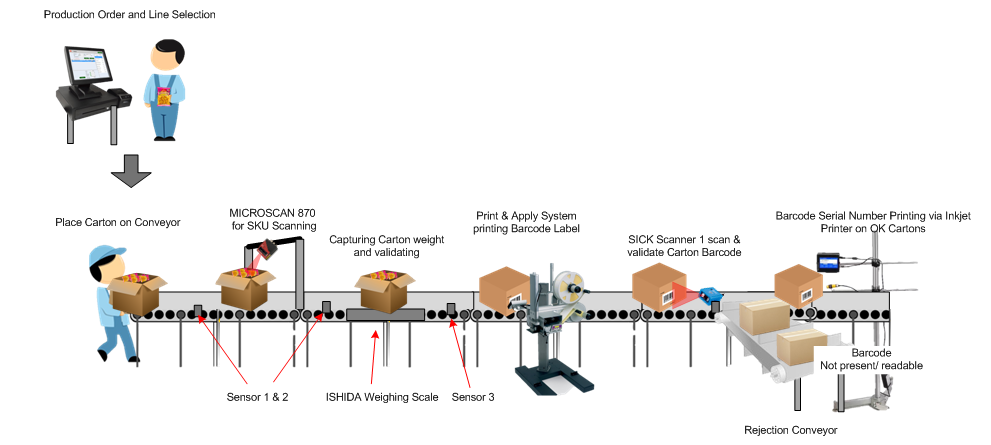 Production Order and Line Selection
Place Carton on Conveyor
MICROSCAN 870
for SKU Scanning
Capturing Carton weight
and validating
Print & Apply System
printing Barcode Label
SICK Scanner 1 scan &
validate Carton Barcode
Barcode Serial Number Printing via Inkjet
Printer on OK Cartons
Sensor 1 & 2
ISHIDA Weighing Scale
Sensor 3
Barcode
Not present/ readable
Rejection Conveyor